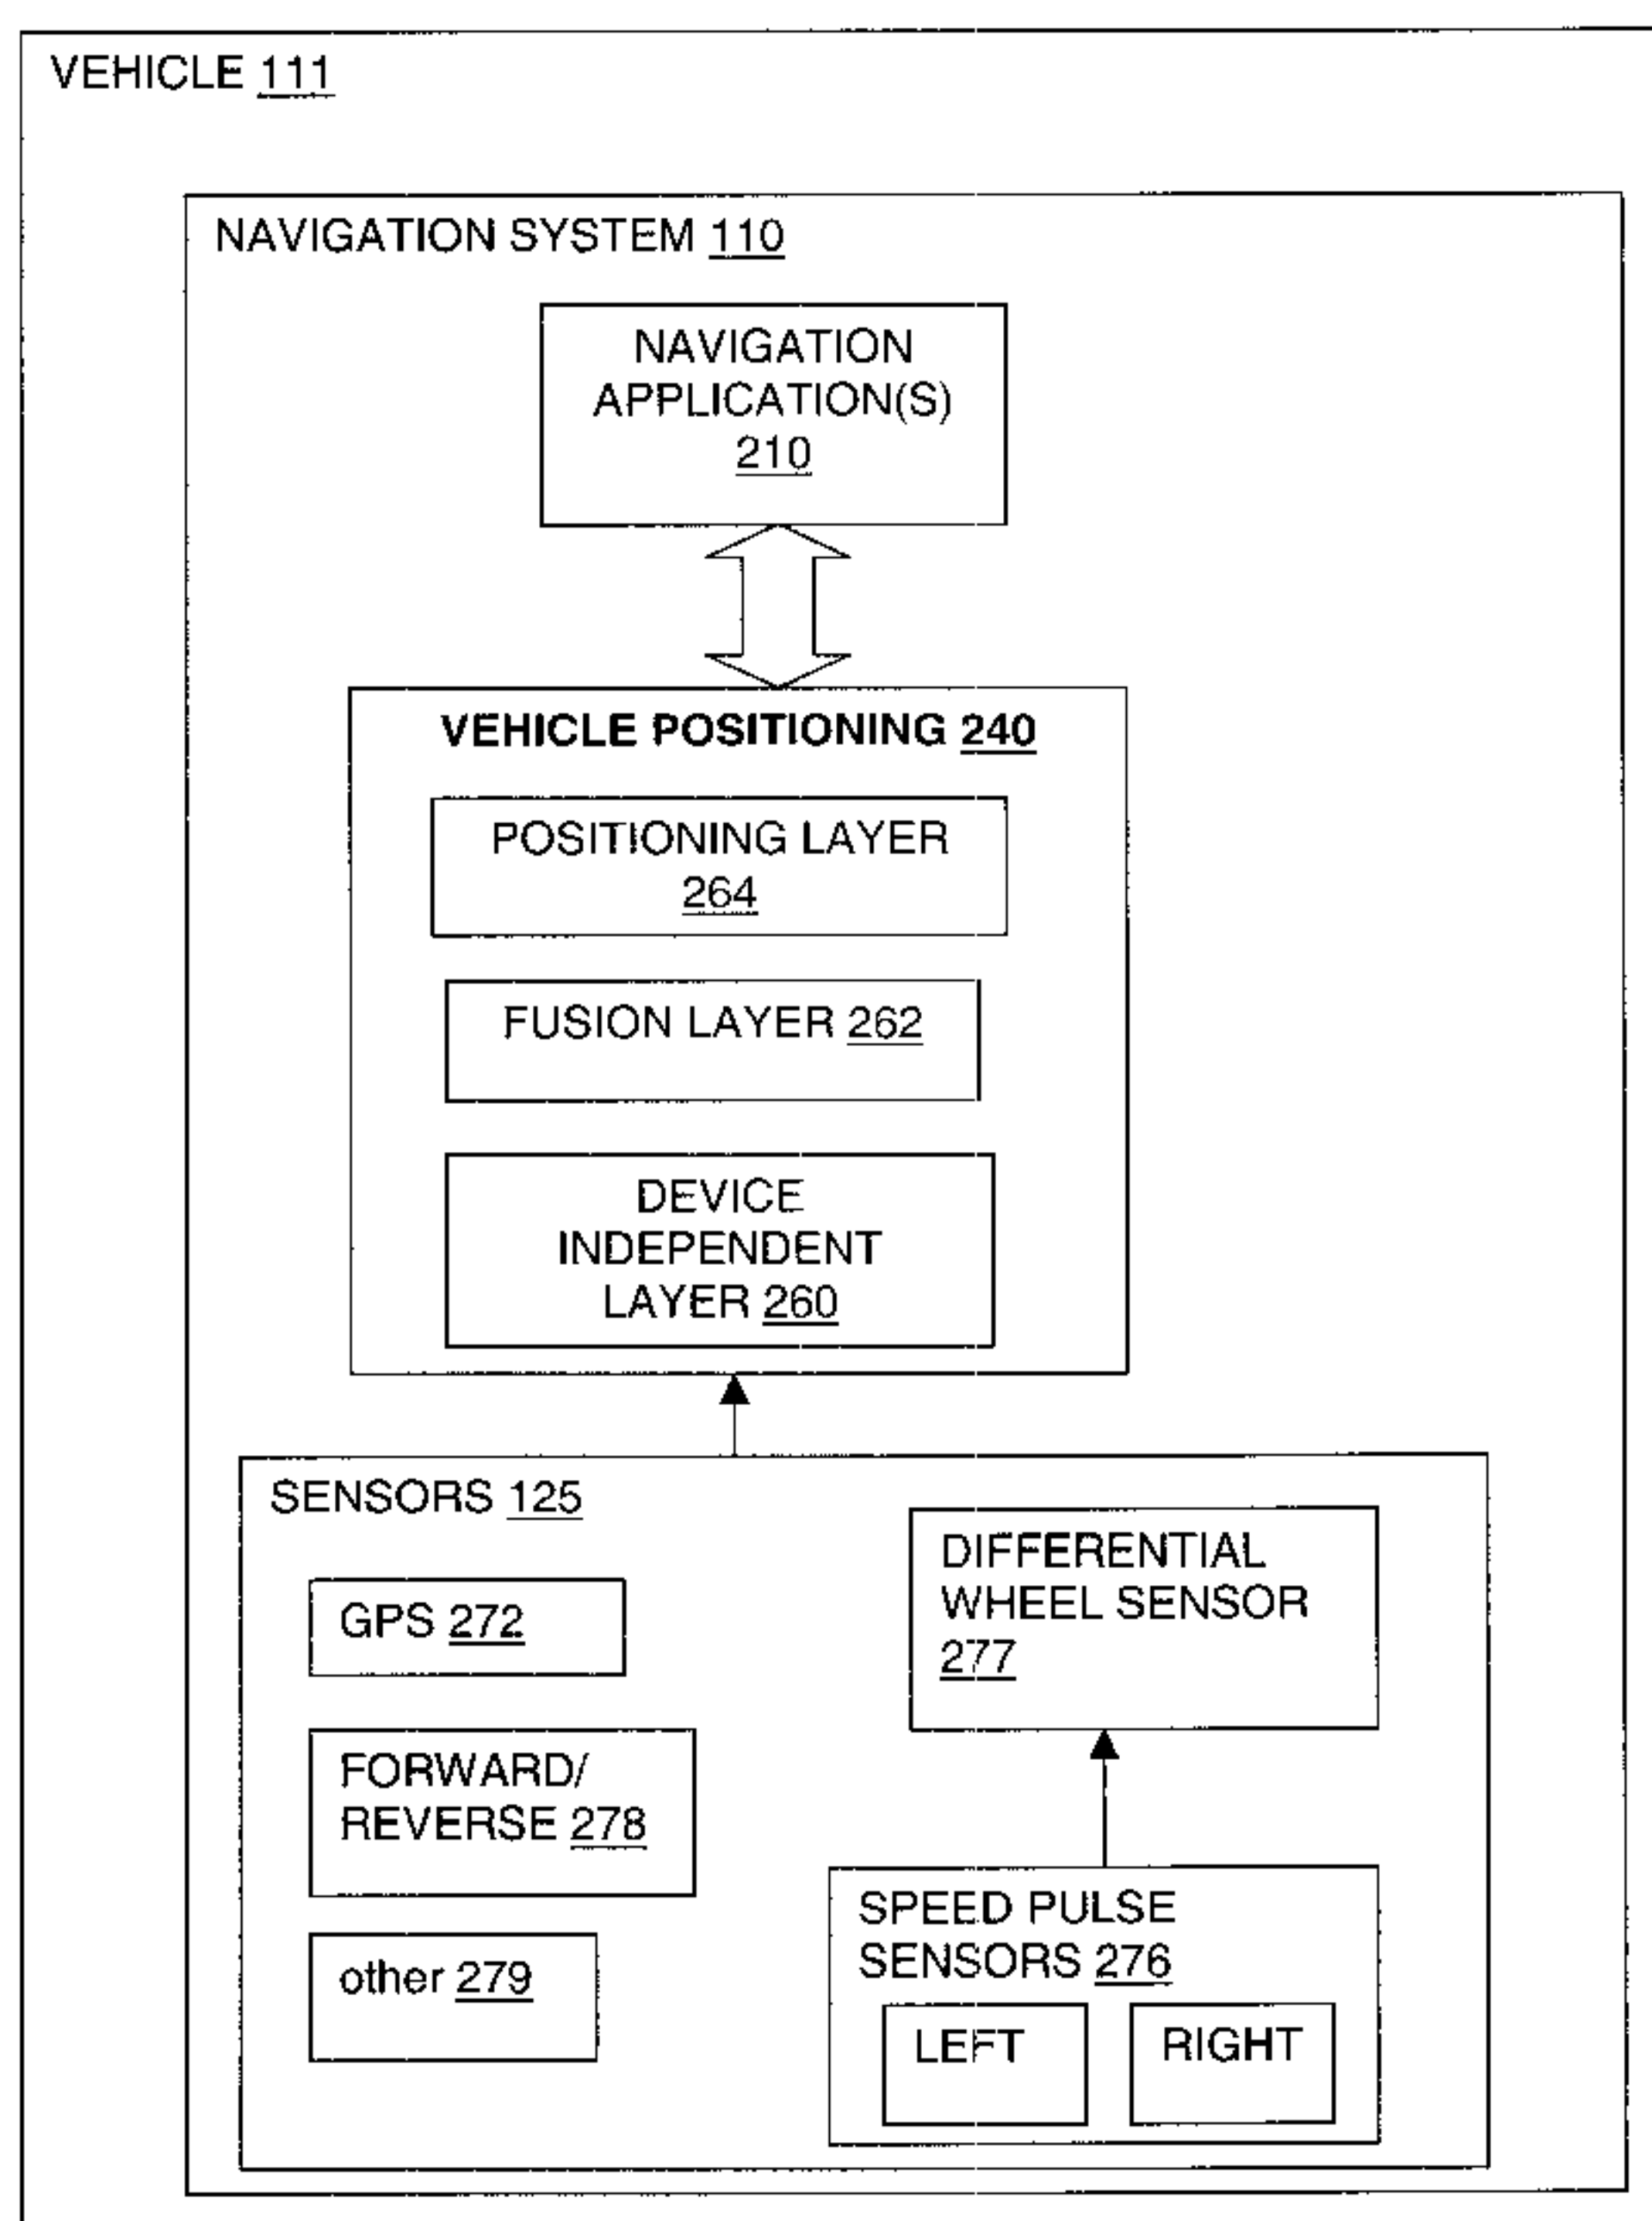 VEHICLE 111
NAVIGATION SYSTEM 110
NAVIGATION
APPLICATION(S)
210
VEHICLE POSITIONING 240
POSITIONING LAYER
264
FUSION LAYER 262
DEVICE
INDEPENDENT
LAYER 260
SENSORS 125
GPS 272
FORWARD/
REVERSE 278
other 279
DIFFERENTIAL
WHEEL SENSOR
277
SPEED PULSE
SENSORS 276
LEFT
RIGHT